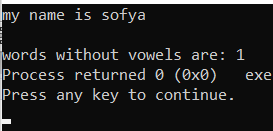 my name is sofya
words without vowels are: 1
Process returned 0 (0x0)   exe
Press any key to continue.